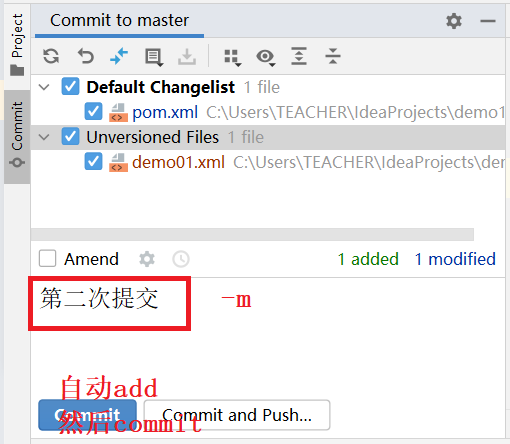 Project
Commit
Commit to master
Default Changelist 1 file
pom.xml C:\Users\TEACHER\IdeaProjects\demo1
Unversioned Files 1 file
demo01.xml C:\Users\TEACHER\IdeaProjects\der
Amend 1 added 1 modified
第二次提交 -m
自动add
Commit Commit and Push...
然后commit